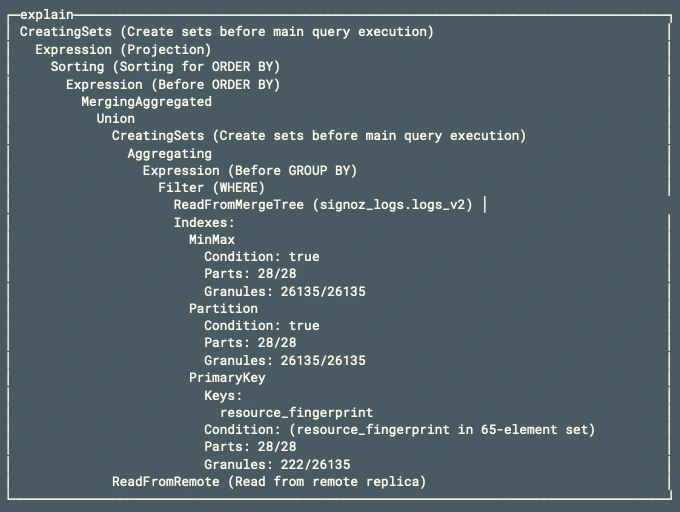 explain
CreatingSets (Create sets before main query execution)
Expression (Projection)
Sorting (Sorting for ORDER BY)
Expression (Before ORDER BY)
MergingAggregated
Union
CreatingSets (Create sets before main query execution)
Aggregating
Expression (Before GROUP BY)
Filter (WHERE)
ReadFromMergeTree (signoz_logs.logs_v2) |
Indexes:
MinMax
Condition: true
Parts: 28/28
Granules: 26135/26135
Partition
Condition: true
Parts: 28/28
Granules: 26135/26135
PrimaryKey
Keys:
resource_fingerprint
Condition: (resource_fingerprint in 65-element set)
Parts: 28/28
Granules: 222/26135
ReadFromRemote (Read from remote replica)